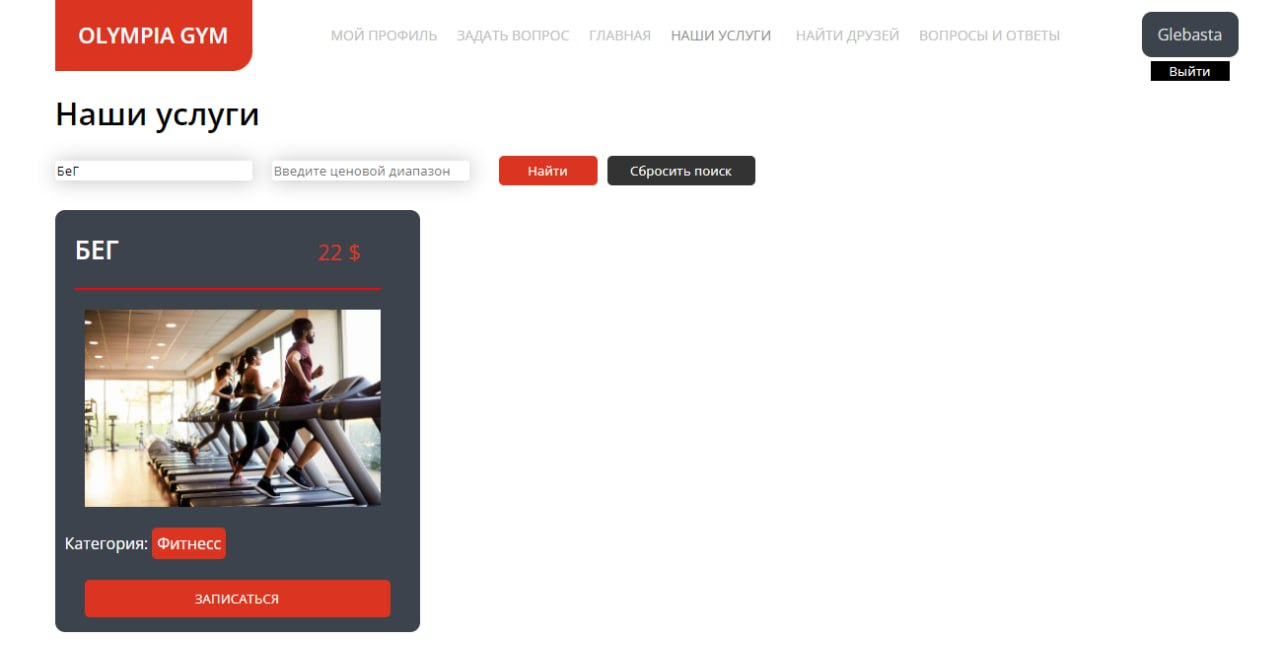 OLYMPIA GYM
МОЙ ПРОФИЛЬ ЗАДАТЬ ВОПРОС ГЛАВНАЯ НАШИ УСЛУГИ НАЙТИ ДРУЗЕЙ ВОПРОСЫ И ОТВЕТЫ
Glebasta
Выйти
Наши услуги
БеГ Введите ценовой диапазон Найти Сбросить поиск
БЕГ 22 $
Категория: Фитнесс
ЗАПИСАТЬСЯ